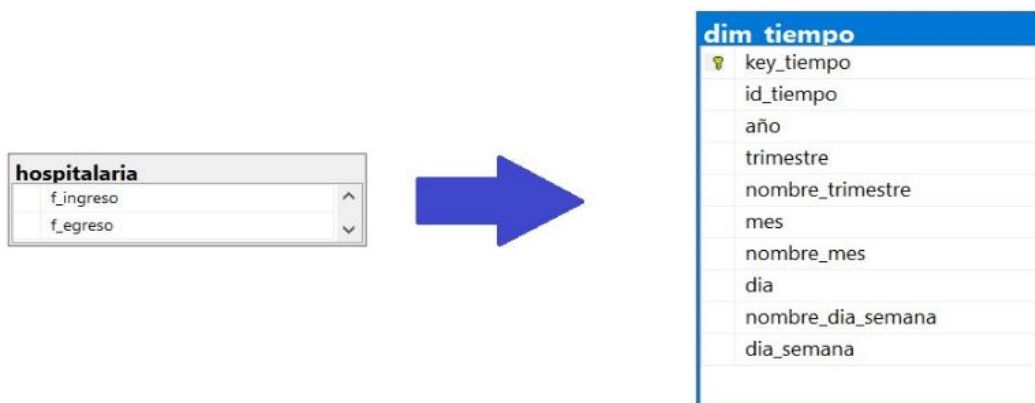 hospitalaria
f_ingreso
f_egreso
dim_tiempo
key_tiempo
id_tiempo
año
trimestre
nombre_trimestre
mes
nombre_mes
dia
nombre_dia_semana
dia_semana